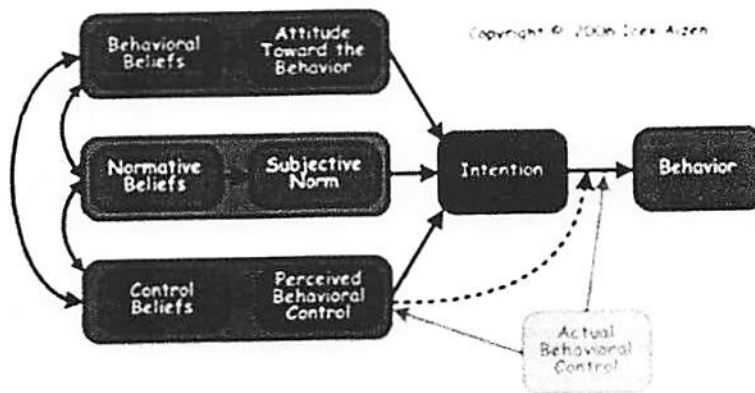 Copyright © 2006 Icek Aizen
Behavioral
Beliefs
Attitude
Toward the
Behavior
Normative
Beliefs
Subjective
Norm
Intention
Behavior
Control
Beliefs
Perceived
Behavioral
Control
Actual
Behavioral
Control